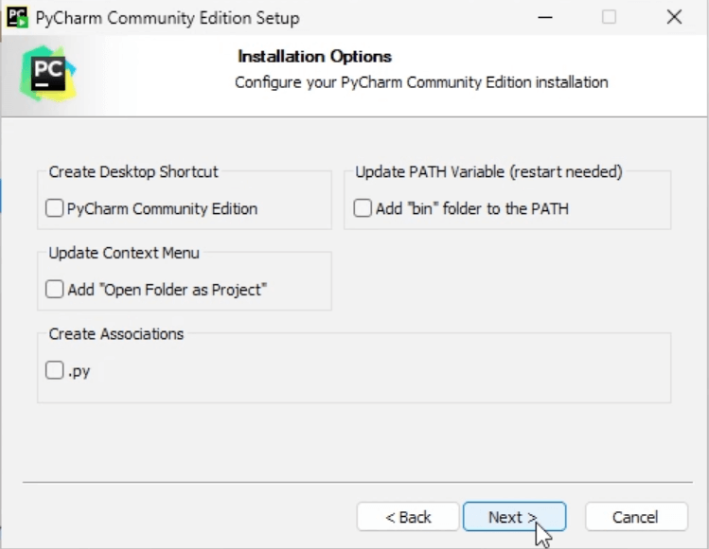 PC PyCharm Community Edition Setup
PC
Installation Options
Configure your PyCharm Community Edition installation
Create Desktop Shortcut
PyCharm Community Edition
Update PATH Variable (restart needed)
Add "bin" folder to the PATH
Update Context Menu
Add "Open Folder as Project"
Create Associations
.py
< Back
Next >
Cancel